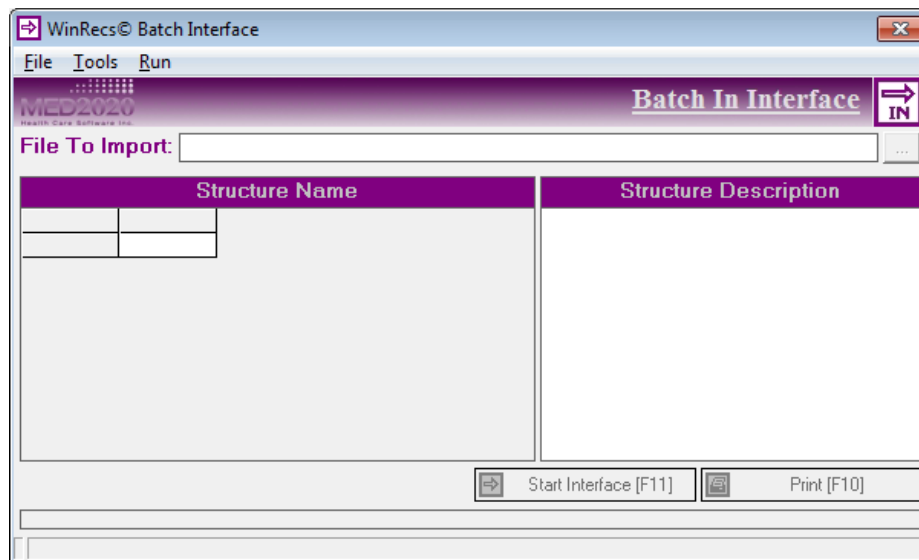 WinRecs© Batch Interface
File Tools Run
MED2020
Health Care Software Inc.
Batch In Interface
IN
File To Import:
...
Structure Name
Structure Description
Start Interface [F11]
Print [F10]